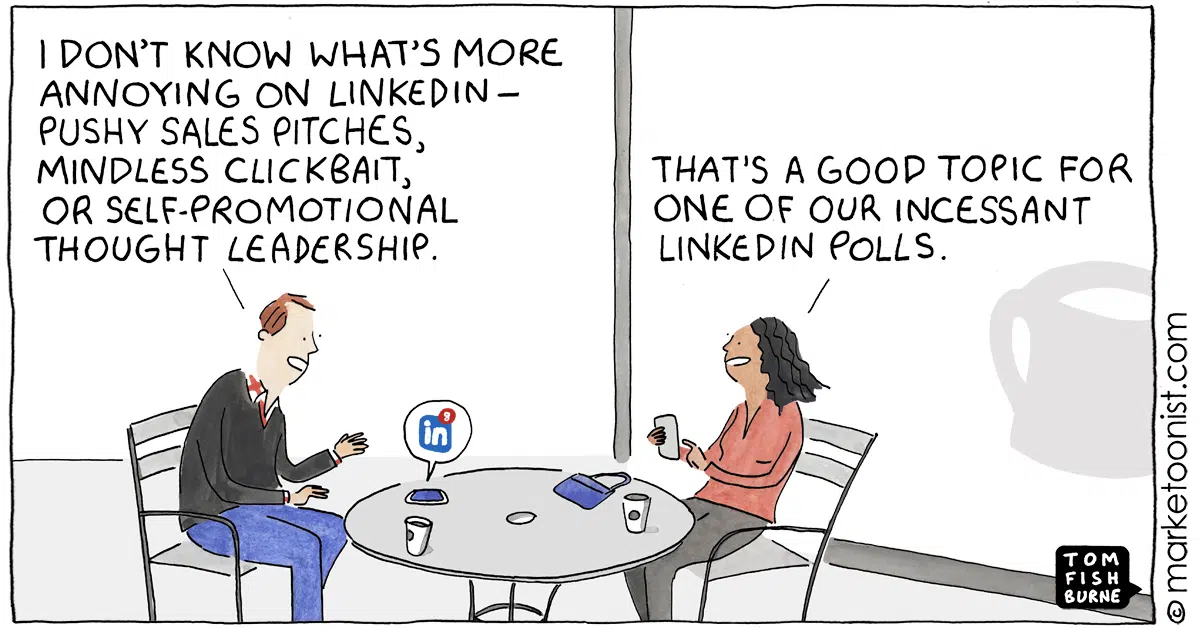 I DON'T KNOW WHAT'S MORE
ANNOYING ON LINKEDIN –
PUSHY SALES PITCHES,
MINDLESS CLICKBAIT,
OR SELF-PROMOTIONAL
THOUGHT LEADERSHIP.
THAT'S A GOOD TOPIC FOR
ONE OF OUR INCESSANT
LINKEDIN POLLS.
in
9
TOM
FISH
BURNE
© marketoonist.com